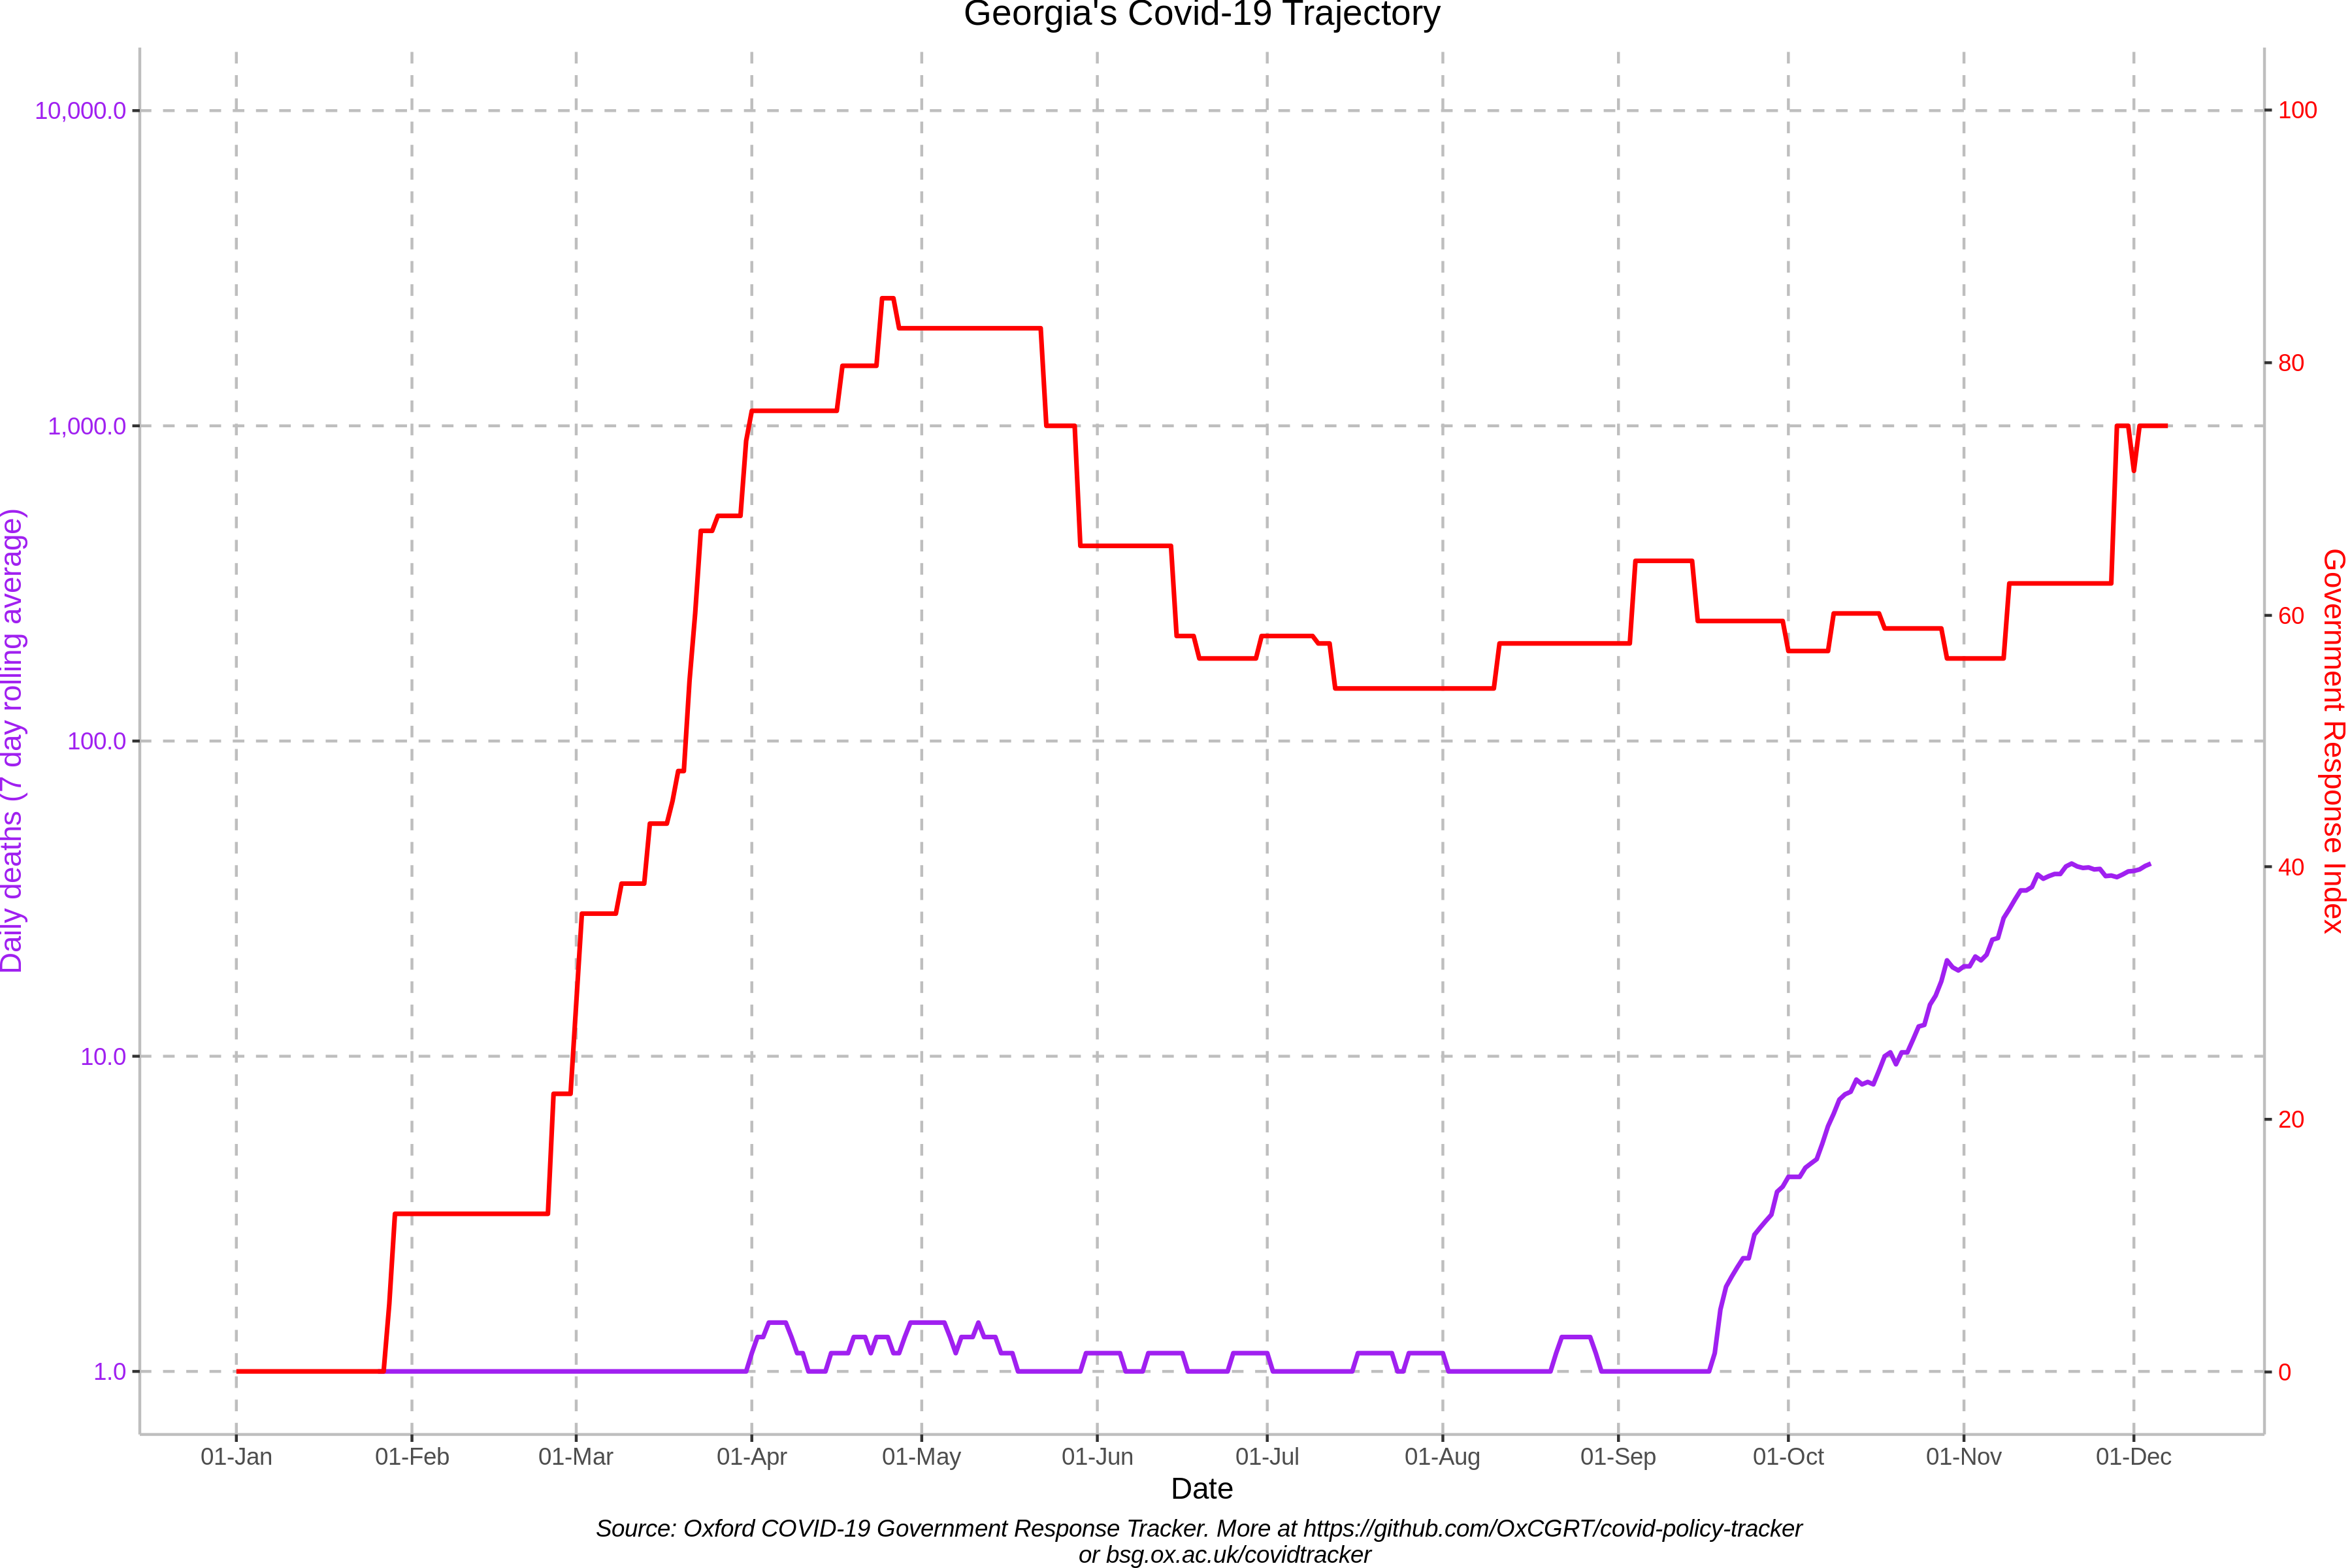 Georgia's Covid-19 Trajectory
10,000.0
1,000.0
100.0
10.0
1.0
Daily deaths (7 day rolling average)
100
80
60
40
20
0
Government Response Index
01-Jan 01-Feb 01-Mar 01-Apr 01-May 01-Jun 01-Jul 01-Aug 01-Sep 01-Oct 01-Nov 01-Dec
Date
Source: Oxford COVID-19 Government Response Tracker. More at https://github.com/OxCGRT/covid-policy-tracker
or bsg.ox.ac.uk/covidtracker